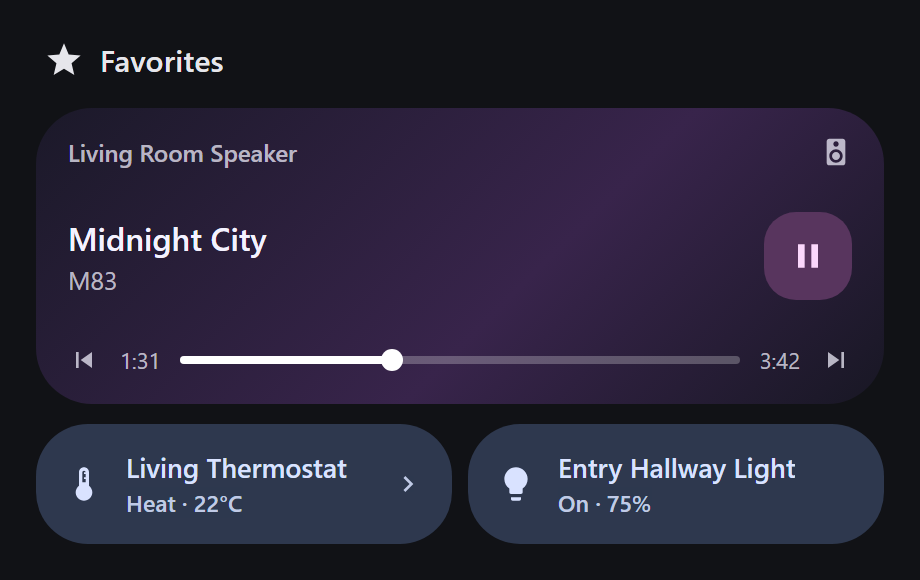 Favorites
Living Room Speaker
Midnight City
M83
1:31
3:42
Living Thermostat
Heat · 22°C
Entry Hallway Light
On · 75%